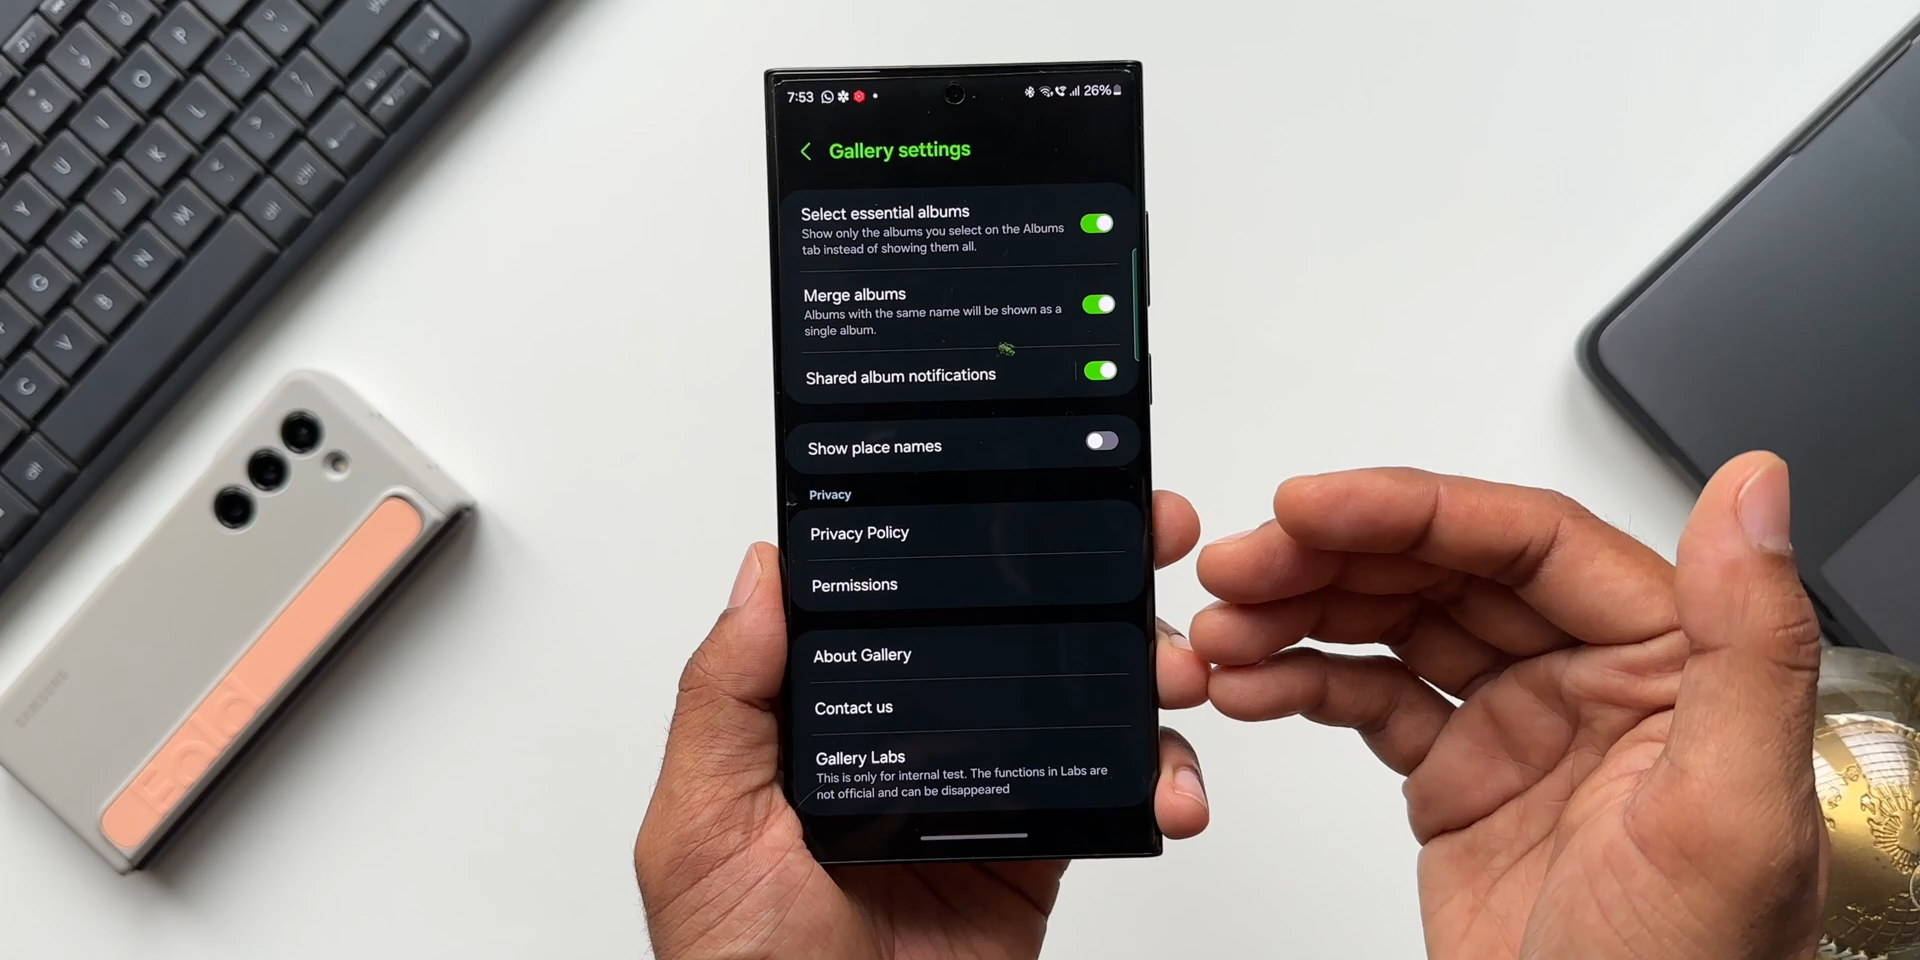 7:53
26%
Gallery settings
Select essential albums
Show only the albums you select on the Albums
tab instead of showing them all.
Merge albums
Albums with the same name will be shown as a
single album.
Shared album notifications
Show place names
Privacy
Privacy Policy
Permissions
About Gallery
Contact us
Gallery Labs
This is only for internal test. The functions in Labs are
not official and can be disappeared
SAMSUNG
Fold
P
O
U
K
Y
J
M
H
N
G
B
V
C
alt